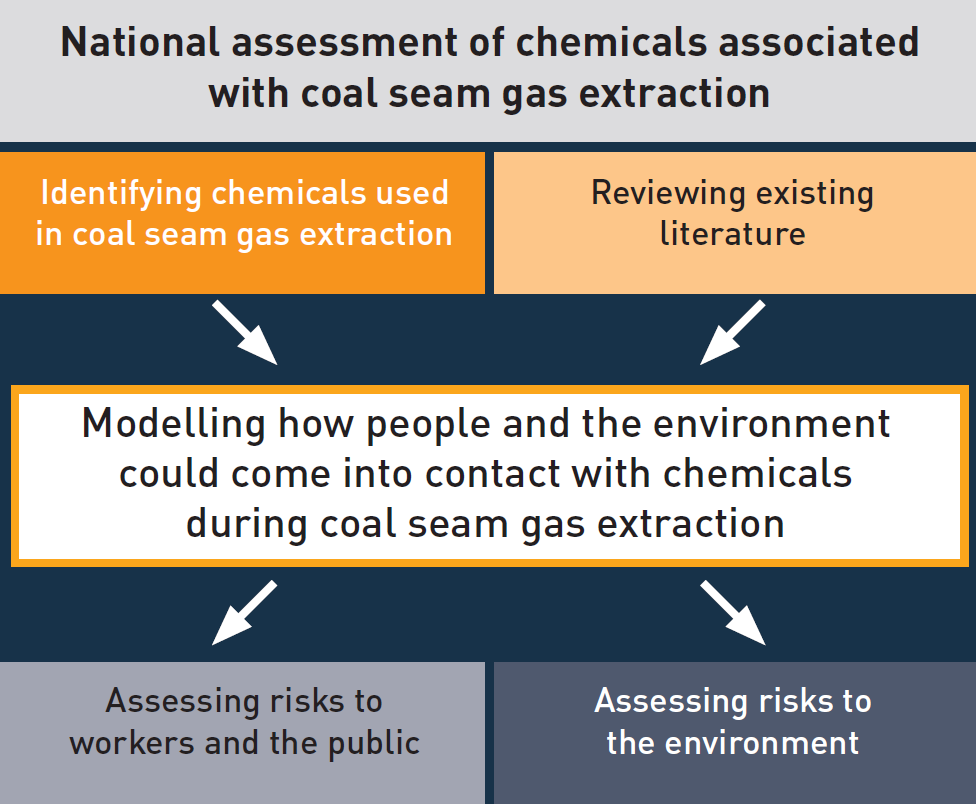 National assessment of chemicals associated
with coal seam gas extraction
Identifying chemicals used
in coal seam gas extraction
Reviewing existing
literature
Modelling how people and the environment
could come into contact with chemicals
during coal seam gas extraction
Assessing risks to
workers and the public
Assessing risks to
the environment